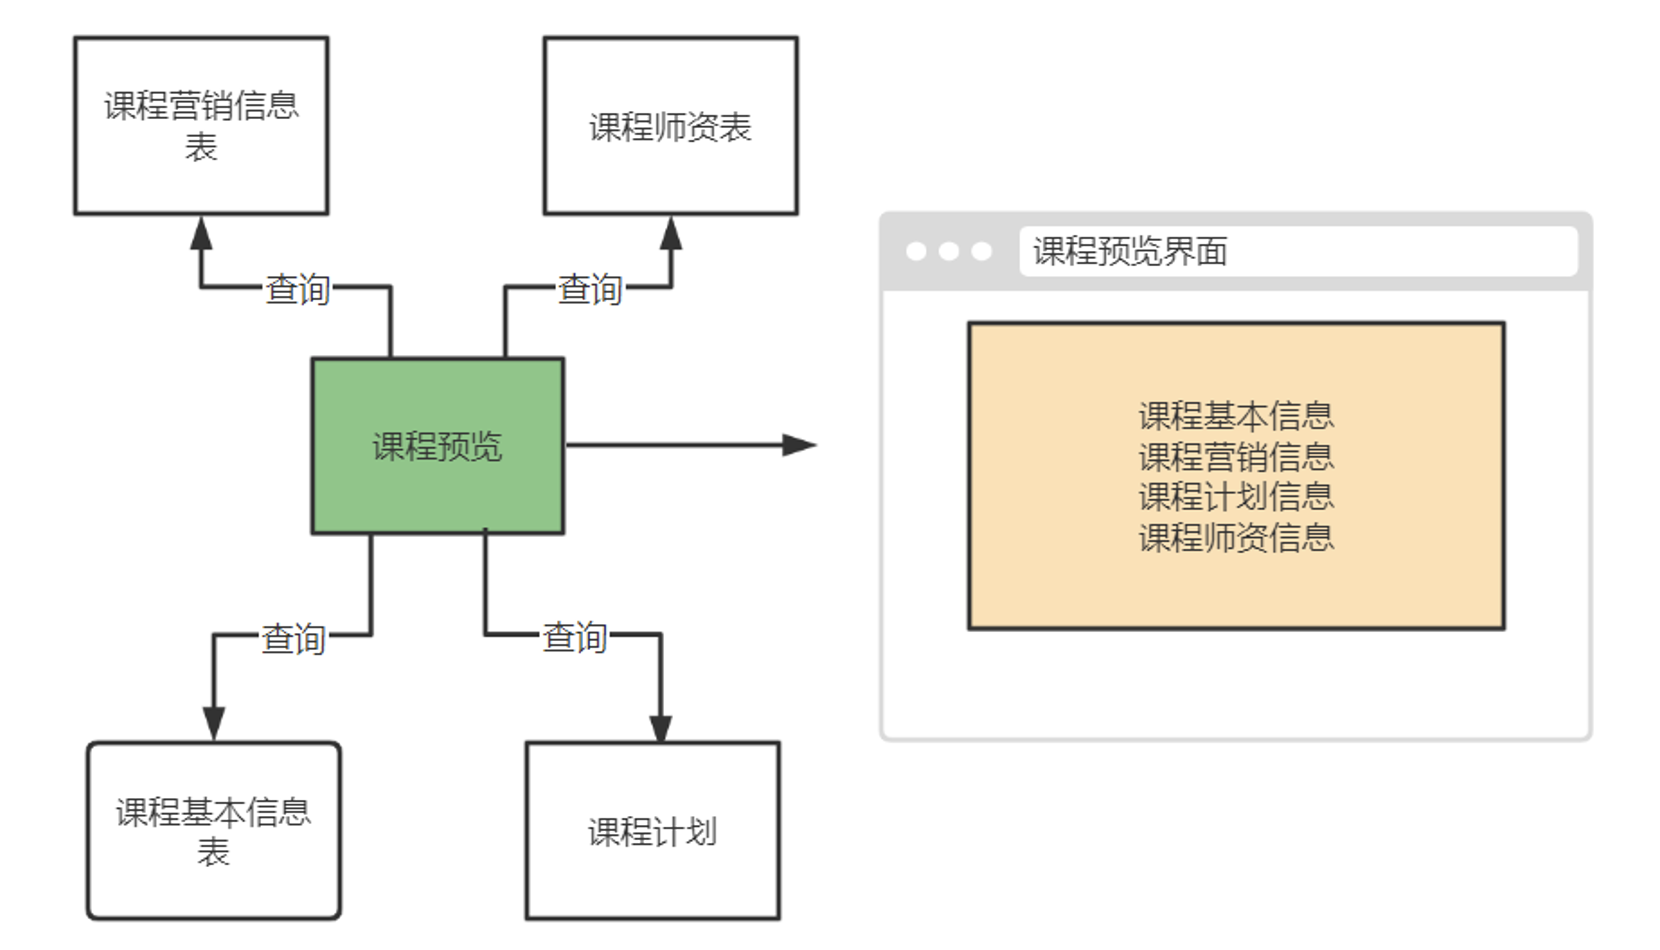 课程营销信息
表
课程师资表
查询
查询
课程预览
查询
查询
课程基本信息
表
课程计划
课程预览界面
课程基本信息
课程营销信息
课程计划信息
课程师资信息